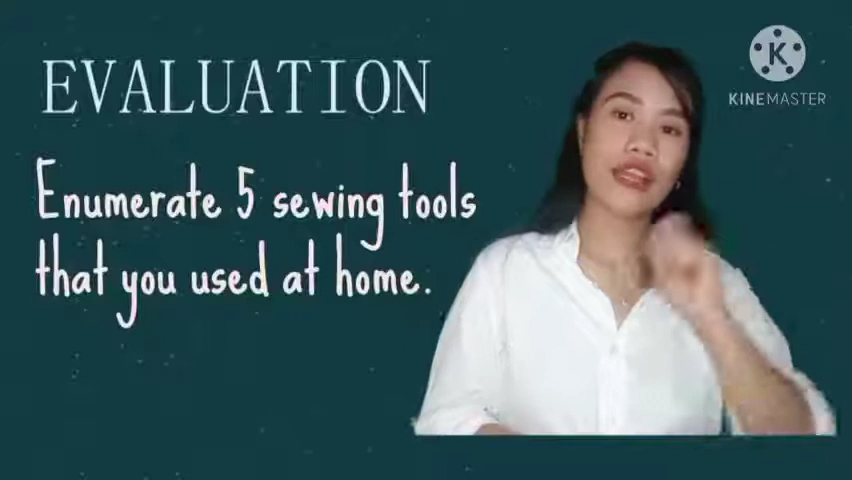 EVALUATION
Enumerate 5 sewing tools
that you used at home.
K
KINEMASTER